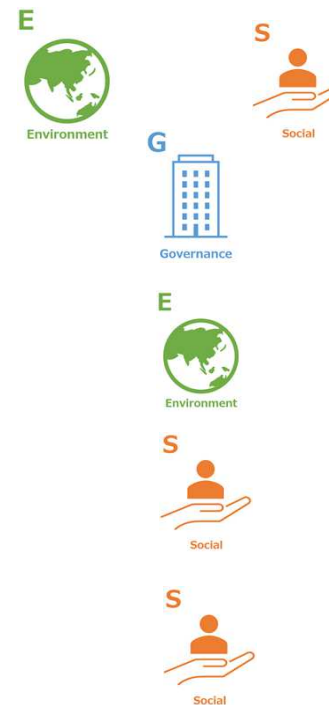 E
Environment
S
Social
G
Governance
E
Environment
S
Social
S
Social